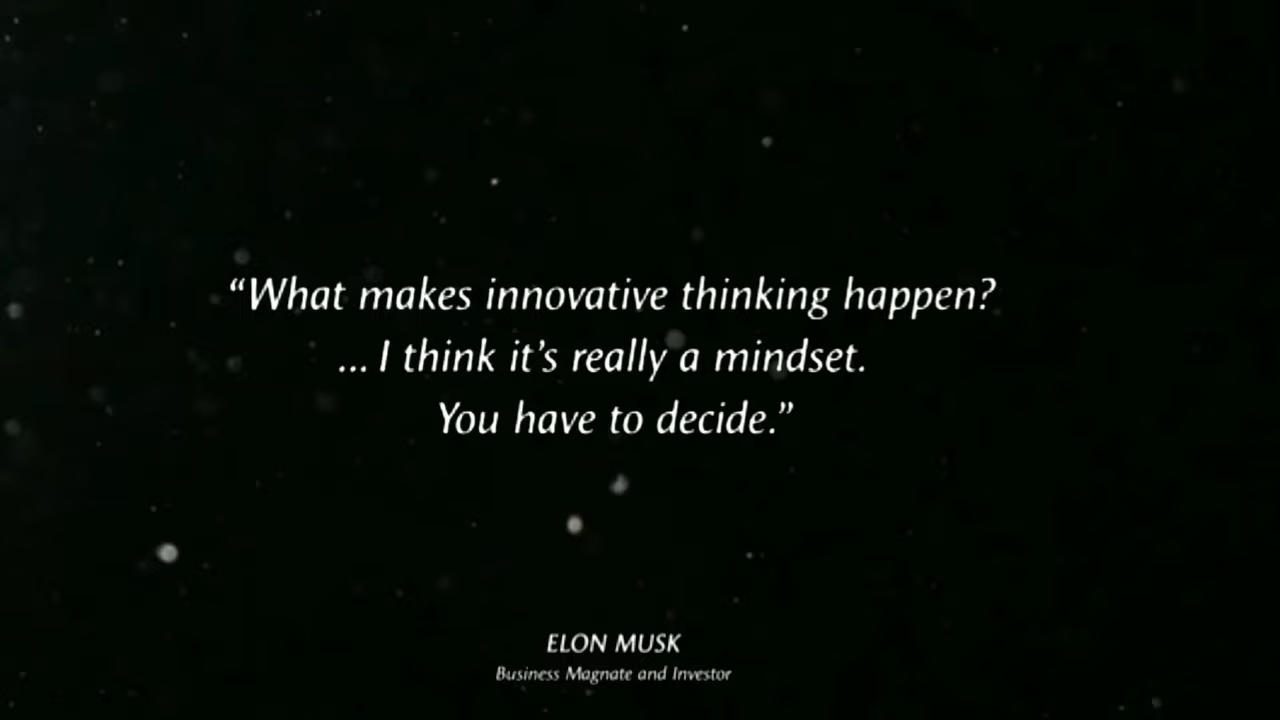 “What makes innovative thinking happen?
... I think it’s really a mindset.
You have to decide.”
ELON MUSK
Business Magnate and Investor